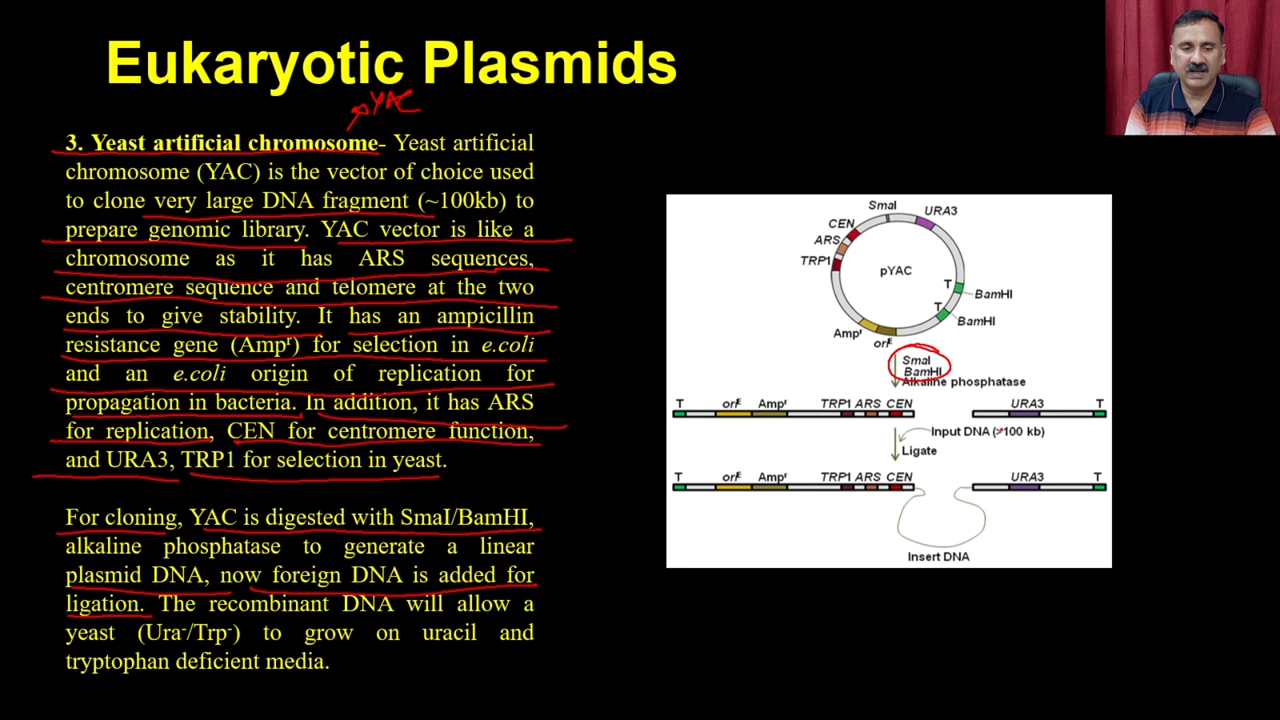 Eukaryotic Plasmids
YAC
3. Yeast artificial chromosome- Yeast artificial
chromosome (YAC) is the vector of choice used
to clone very large DNA fragment (~100kb) to
prepare genomic library. YAC vector is like a
chromosome as it has ARS sequences,
centromere sequence and telomere at the two
ends to give stability. It has an ampicillin
resistance gene (Ampʳ) for selection in e.coli
and an e.coli origin of replication for
propagation in bacteria. In addition, it has ARS
for replication, CEN for centromere function,
and URA3, TRP1 for selection in yeast.
For cloning, YAC is digested with SmaI/BamHI,
alkaline phosphatase to generate a linear
plasmid DNA, now foreign DNA is added for
ligation. The recombinant DNA will allow a
yeast (Ura⁻/Trp⁻) to grow on uracil and
tryptophan deficient media.
SmaI
URA3
CEN
ARS
TRP1
pYAC
T
BamHI
T
BamHI
Ampʳ
oriᴱ
SmaI
BamHI
Alkaline phosphatase
T oriᴱ Ampʳ TRP1 ARS CEN URA3 T
Input DNA (>100 kb)
Ligate
T oriᴱ Ampʳ TRP1 ARS CEN URA3 T
Insert DNA